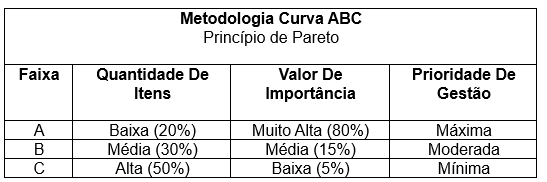 Metodologia Curva ABC
Princípio de Pareto
Faixa Quantidade De Itens Valor De Importância Prioridade De Gestão
A Baixa (20%) Muito Alta (80%) Máxima
B Média (30%) Média (15%) Moderada
C Alta (50%) Baixa (5%) Mínima